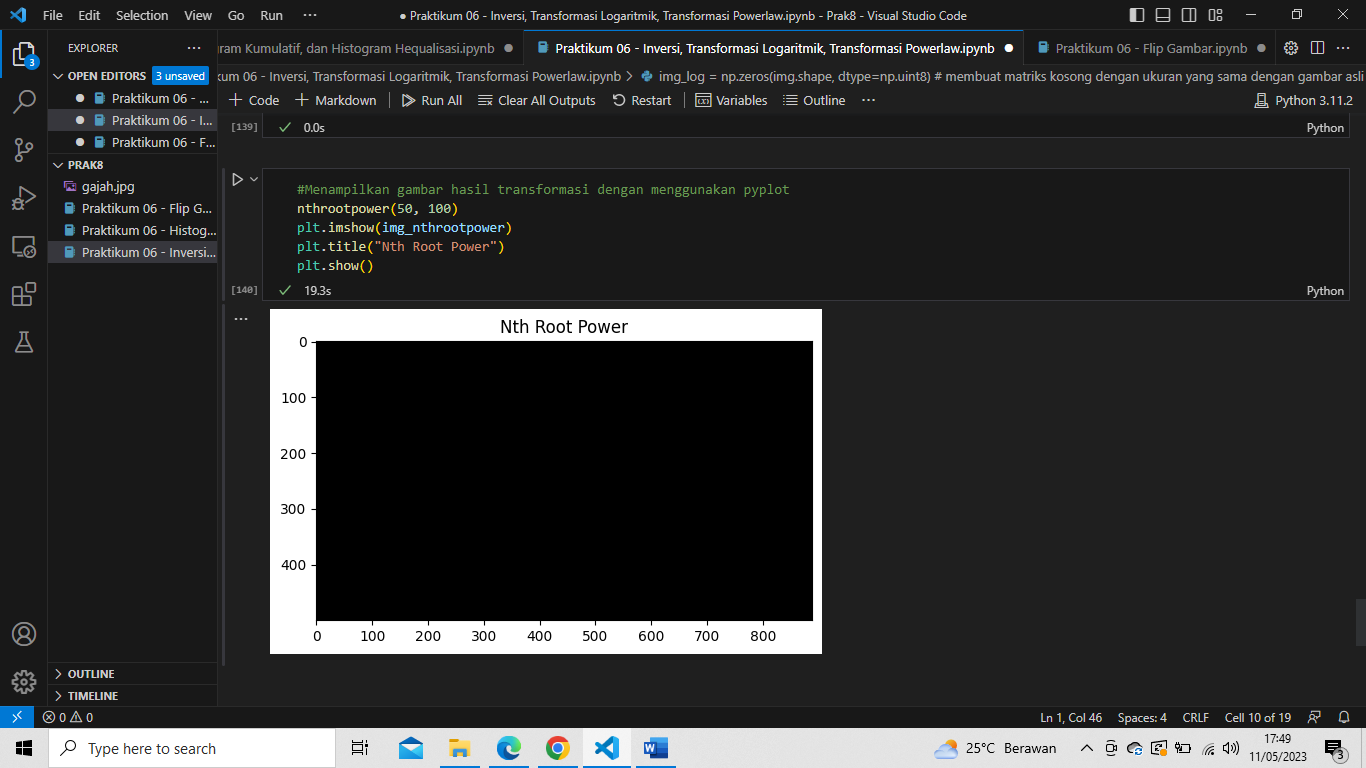 File Edit Selection View Go Run ···
● Praktikum 06 - Inversi, Transformasi Logaritmik, Transformasi Powerlaw.ipynb - Prak8 - Visual Studio Code
EXPLORER ···
gram Kumulatif, dan Histogram Hequalisasi.ipynb ●
Praktikum 06 - Inversi, Transformasi Logaritmik, Transformasi Powerlaw.ipynb ●
Praktikum 06 - Flip Gambar.ipynb ●
···
OPEN EDITORS 3 unsaved
Praktikum 06 - ...
Praktikum 06 - I...
Praktikum 06 - F...
PRAK8
gajah.jpg
Praktikum 06 - Flip G...
Praktikum 06 - Histog...
Praktikum 06 - Inversi...
3
kum 06 - Inversi, Transformasi Logaritmik, Transformasi Powerlaw.ipynb > img_log = np.zeros(img.shape, dtype=np.uint8) # membuat matriks kosong dengan ukuran yang sama dengan gambar asli
+ Code + Markdown Run All Clear All Outputs Restart Variables Outline ··· Python 3.11.2
[139] ✓ 0.0s Python
#Menampilkan gambar hasil transformasi dengan menggunakan pyplot
nthrootpower(50, 100)
plt.imshow(img_nthrootpower)
plt.title("Nth Root Power")
plt.show()
[140] ✓ 19.3s Python
···
Nth Root Power
0
100
200
300
400
0 100 200 300 400 500 600 700 800
OUTLINE
TIMELINE
0 0
Ln 1, Col 46 Spaces: 4 CRLF Cell 10 of 19
Type here to search
25°C Berawan
17:49
11/05/2023
3